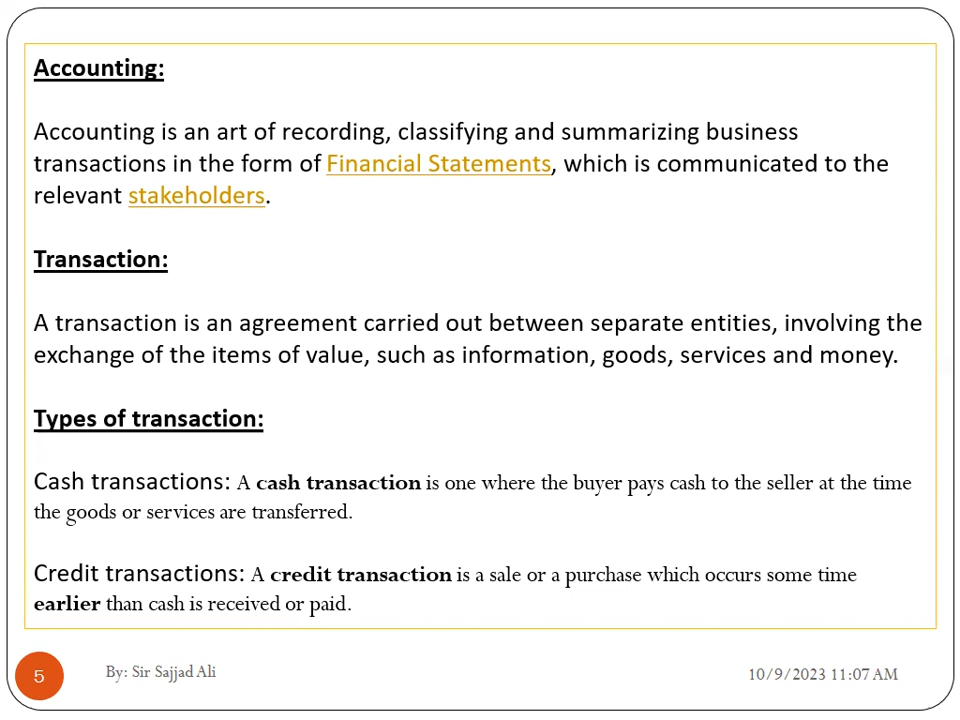 Accounting:
Accounting is an art of recording, classifying and summarizing business
transactions in the form of Financial Statements, which is communicated to the
relevant stakeholders.
Transaction:
A transaction is an agreement carried out between separate entities, involving the
exchange of the items of value, such as information, goods, services and money.
Types of transaction:
Cash transactions: A cash transaction is one where the buyer pays cash to the seller at the time
the goods or services are transferred.
Credit transactions: A credit transaction is a sale or a purchase which occurs some time
earlier than cash is received or paid.
5
By: Sir Sajjad Ali
10/9/2023 11:07 AM